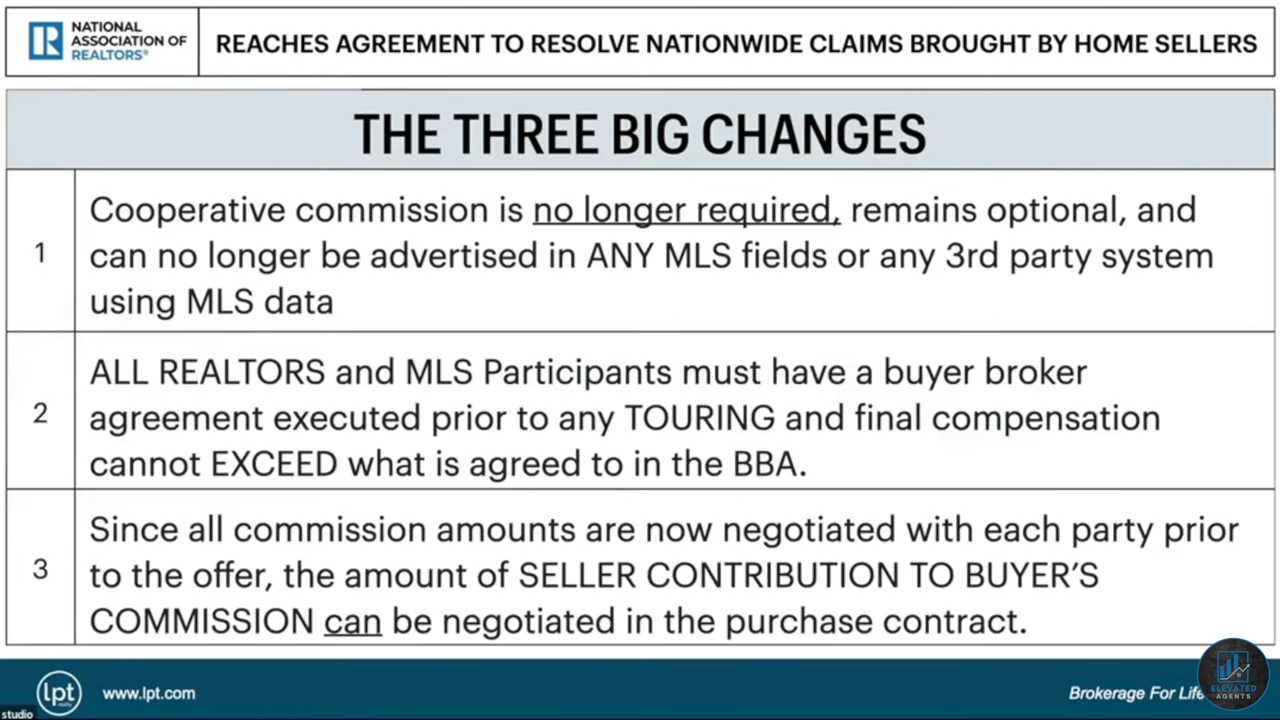 NATIONAL
ASSOCIATION OF
REALTORS®
REACHES AGREEMENT TO RESOLVE NATIONWIDE CLAIMS BROUGHT BY HOME SELLERS
THE THREE BIG CHANGES
1
Cooperative commission is no longer required, remains optional, and
can no longer be advertised in ANY MLS fields or any 3rd party system
using MLS data
2
ALL REALTORS and MLS Participants must have a buyer broker
agreement executed prior to any TOURING and final compensation
cannot EXCEED what is agreed to in the BBA.
3
Since all commission amounts are now negotiated with each party prior
to the offer, the amount of SELLER CONTRIBUTION TO BUYER'S
COMMISSION can be negotiated in the purchase contract.
lpt
realty
www.lpt.com
Brokerage For Life
ELEVATED
AGENTS
studio